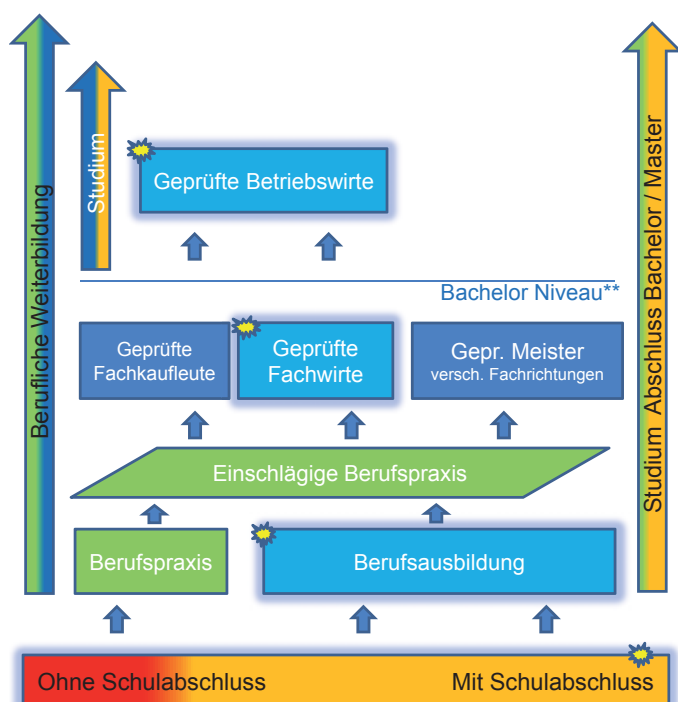 Berufliche Weiterbildung
Studium
Geprüfte Betriebswirte
Studium Abschluss Bachelor / Master
Bachelor Niveau**
Geprüfte
Fachkaufleute
Geprüfte
Fachwirte
Gepr. Meister
versch. Fachrichtungen
Einschlägige Berufspraxis
Berufspraxis
Berufsausbildung
Ohne Schulabschluss
Mit Schulabschluss